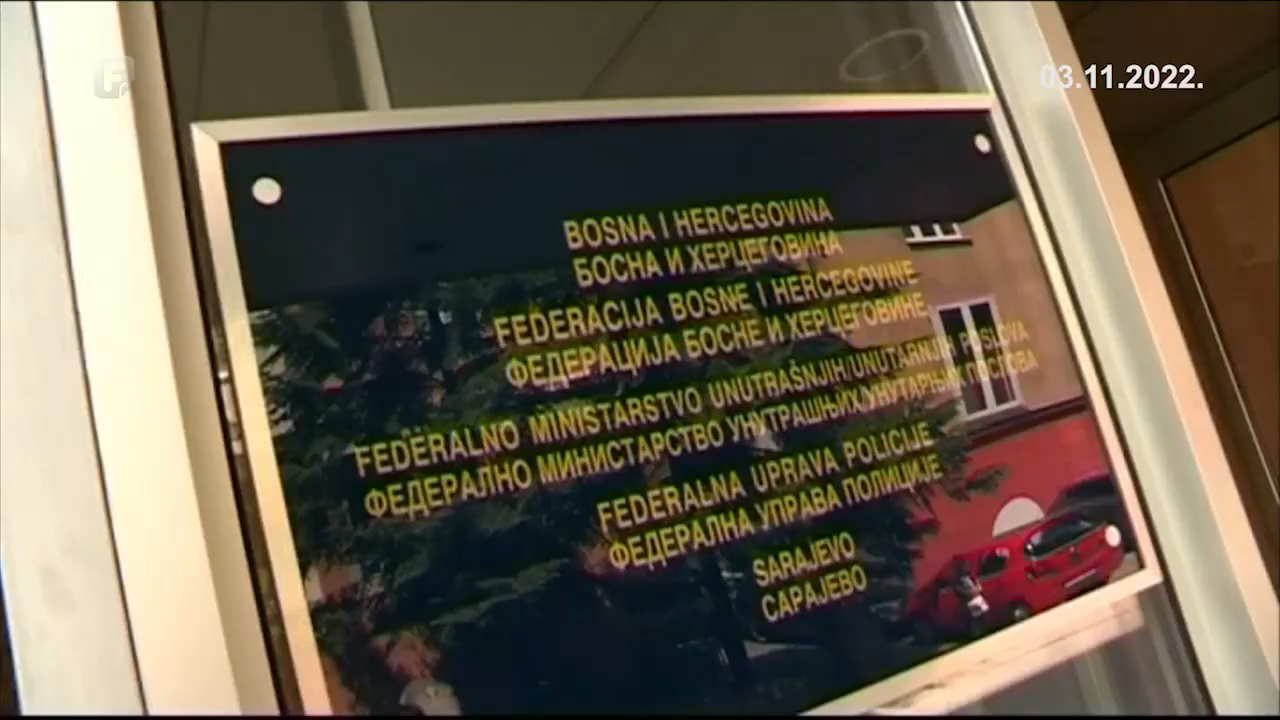 03.11.2022.
BOSNA I HERCEGOVINA
БОСНА И ХЕРЦЕГОВИНА
FEDERACIJA BOSNE I HERCEGOVINE
ФЕДЕРАЦИЈА БОСНЕ И ХЕРЦЕГОВИНЕ
FEDERALNO MINISTARSTVO UNUTRAŠNJIH/UNUTARNJIH POSLOVA
ФЕДЕРАЛНО МИНИСТАРСТВО УНУТРАШЊИХ/УНУТАРЊИХ ПОСЛОВА
FEDERALNA UPRAVA POLICIJE
ФЕДЕРАЛНА УПРАВА ПОЛИЦИЈЕ
SARAJEVO
САРАЈЕВО